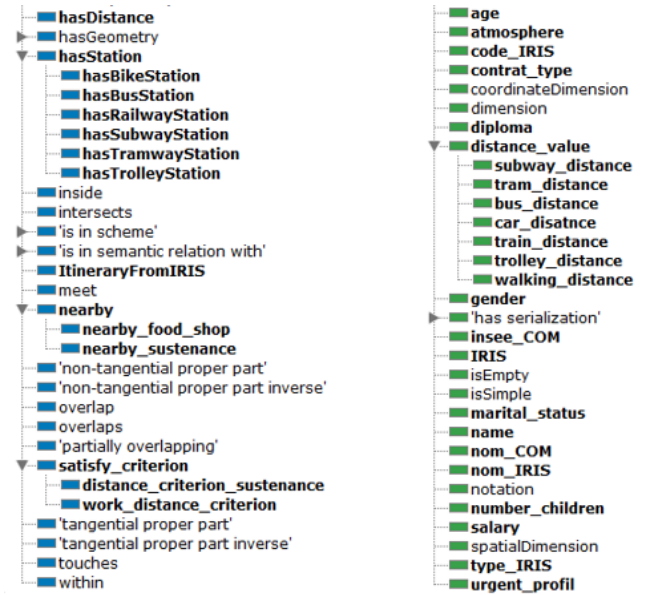 hasDistance
hasGeometry
hasStation
hasBikeStation
hasBusStation
hasRailwayStation
hasSubwayStation
hasTramwayStation
hasTrolleyStation
inside
intersects
'is in scheme'
'is in semantic relation with'
ItineraryFromIRIS
meet
nearby
nearby_food_shop
nearby_sustenance
'non-tangential proper part'
'non-tangential proper part inverse'
overlap
overlaps
'partially overlapping'
satisfy_criterion
distance_criterion_sustenance
work_distance_criterion
'tangential proper part'
'tangential proper part inverse'
touches
within
age
atmosphere
code_IRIS
contrat_type
coordinateDimension
dimension
diploma
distance_value
subway_distance
tram_distance
bus_distance
car_disatnce
train_distance
trolley_distance
walking_distance
gender
'has serialization'
insee_COM
IRIS
isEmpty
isSimple
marital_status
name
nom_COM
nom_IRIS
notation
number_children
salary
spatialDimension
type_IRIS
urgent_profil